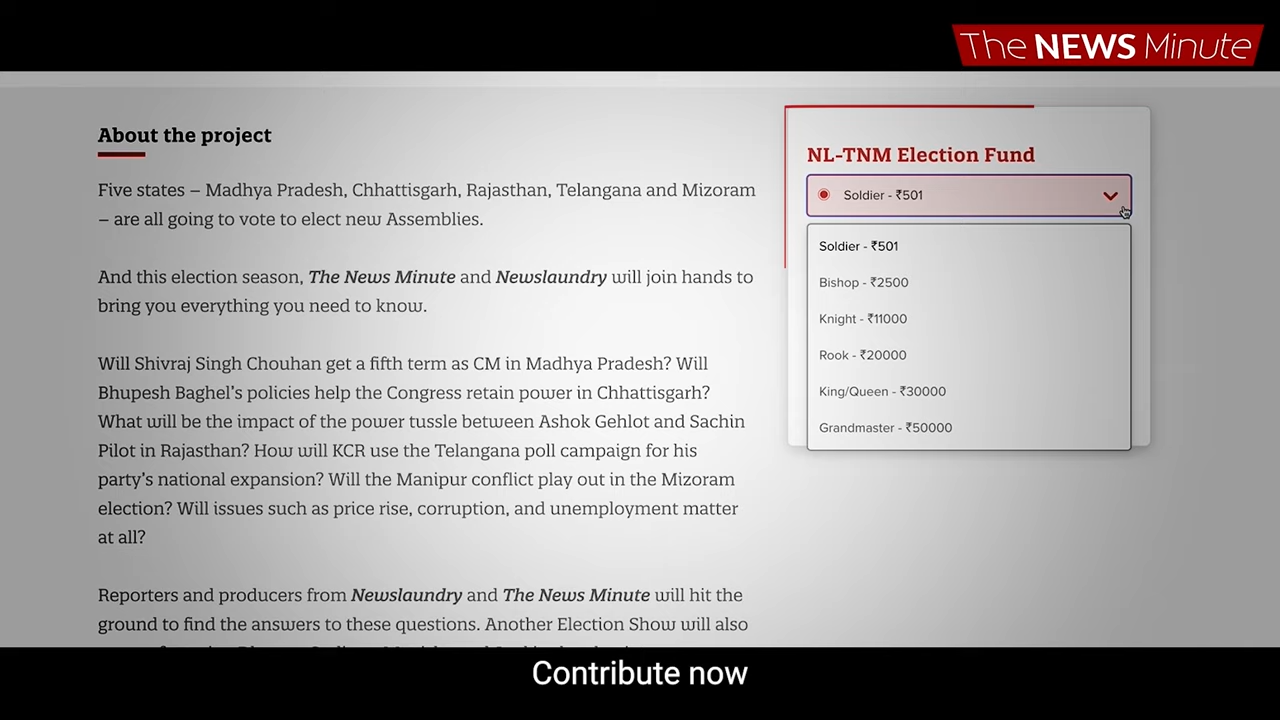 The NEWS Minute
About the project
Five states – Madhya Pradesh, Chhattisgarh, Rajasthan, Telangana and Mizoram
– are all going to vote to elect new Assemblies.
And this election season, The News Minute and Newslaundry will join hands to
bring you everything you need to know.
Will Shivraj Singh Chouhan get a fifth term as CM in Madhya Pradesh? Will
Bhupesh Baghel's policies help the Congress retain power in Chhattisgarh?
What will be the impact of the power tussle between Ashok Gehlot and Sachin
Pilot in Rajasthan? How will KCR use the Telangana poll campaign for his
party's national expansion? Will the Manipur conflict play out in the Mizoram
election? Will issues such as price rise, corruption, and unemployment matter
at all?
Reporters and producers from Newslaundry and The News Minute will hit the
ground to find the answers to these questions. Another Election Show will also
NL-TNM Election Fund
Soldier - ₹501
Soldier - ₹501
Bishop - ₹2500
Knight - ₹11000
Rook - ₹20000
King/Queen - ₹30000
Grandmaster - ₹50000
Contribute now